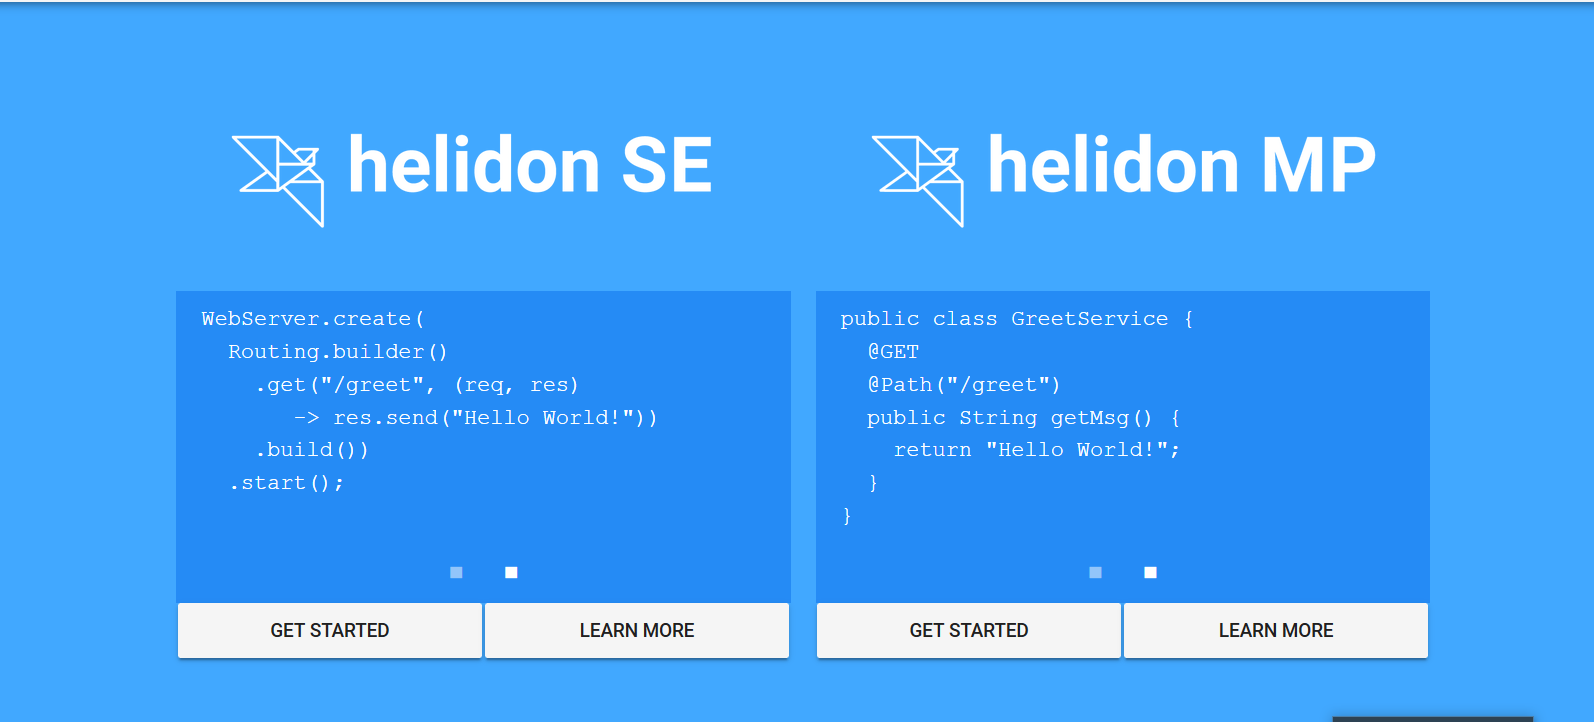 helidon SE
WebServer.create(
Routing.builder()
.get("/greet", (req, res)
-> res.send("Hello World!"))
.build())
.start();
GET STARTED
LEARN MORE
helidon MP
public class GreetService {
@GET
@Path("/greet")
public String getMsg() {
return "Hello World!";
}
}
GET STARTED
LEARN MORE